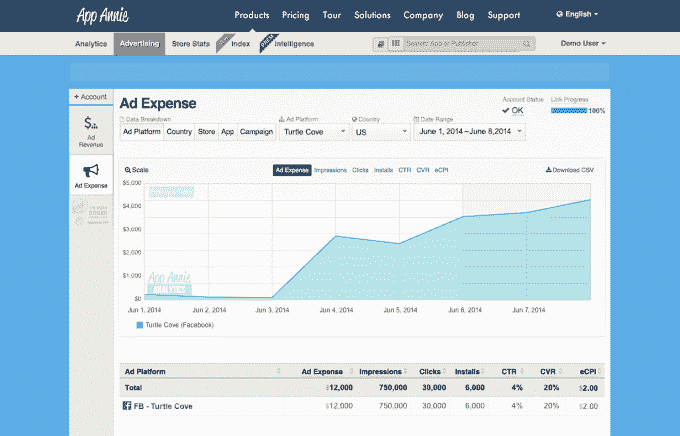 App Annie
Products Pricing Tour Solutions Company Blog Support English
Analytics Advertising Store Stats Index Intelligence Search: App or Publisher Demo User
+ Account
Ad Expense
Account Status Link Progress
OK 100%
Data Breakdown Ad Platform Country Date Range
Ad Platform Country Store App Campaign Turtle Cove US June 1, 2014 ~June 8,2014
Ad
Revenue
Ad Expense
Scale Ad Expense Impressions Clicks Installs CTR CVR eCPI Download CSV
$5,000
$4,000
$3,000
$2,000
$1,000
$0
App Annie
ANALYTICS
Jun 1, 2014 Jun 2, 2014 Jun 3, 2014 Jun 4, 2014 Jun 5, 2014 Jun 6, 2014 Jun 7, 2014
Turtle Cove (Facebook)
Ad Platform Ad Expense Impressions Clicks Installs CTR CVR eCPI
Total $12,000 750,000 30,000 6,000 4% 20% $2.00
FB - Turtle Cove $12,000 750,000 30,000 6,000 4% 20% $2.00